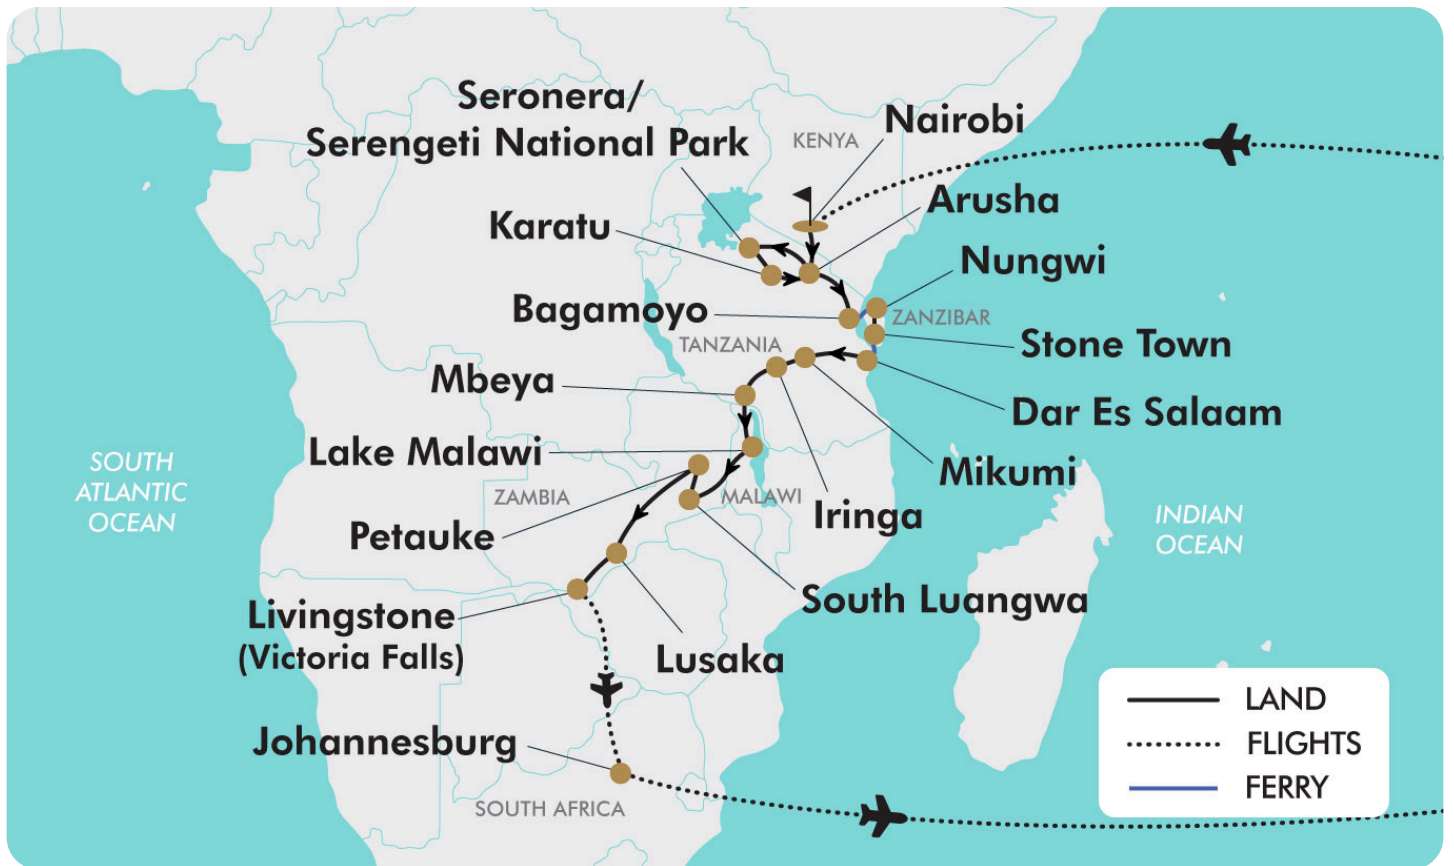 Seronera/
Serengeti National Park
KENYA
Nairobi
Karatu
Arusha
Nungwi
Bagamoyo
ZANZIBAR
TANZANIA
Stone Town
Mbeya
Dar Es Salaam
Lake Malawi
Mikumi
SOUTH
ATLANTIC
OCEAN
ZAMBIA
MALAWI
Iringa
INDIAN
OCEAN
Petauke
South Luangwa
Livingstone
(Victoria Falls)
Lusaka
Johannesburg
SOUTH AFRICA
LAND
FLIGHTS
FERRY